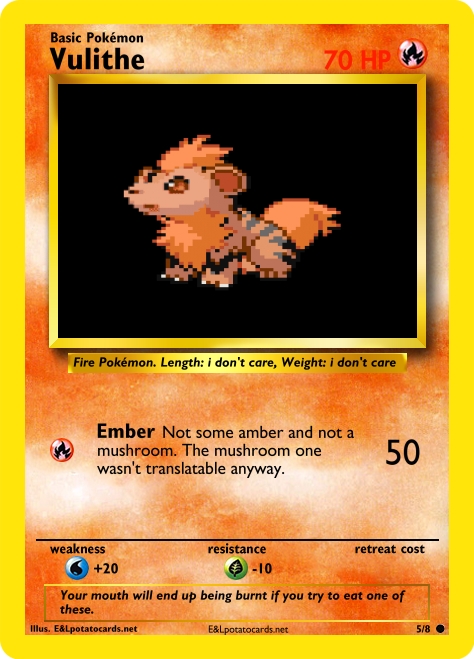 Basic Pokémon
Vulithe
70 HP
Fire Pokémon. Length: i don't care, Weight: i don't care
Ember Not some amber and not a
mushroom. The mushroom one
wasn't translatable anyway.
50
weakness resistance retreat cost
+20 -10
Your mouth will end up being burnt if you try to eat one of
these.
Illus. E&Lpotatocards.net E&Lpotatocards.net 5/8